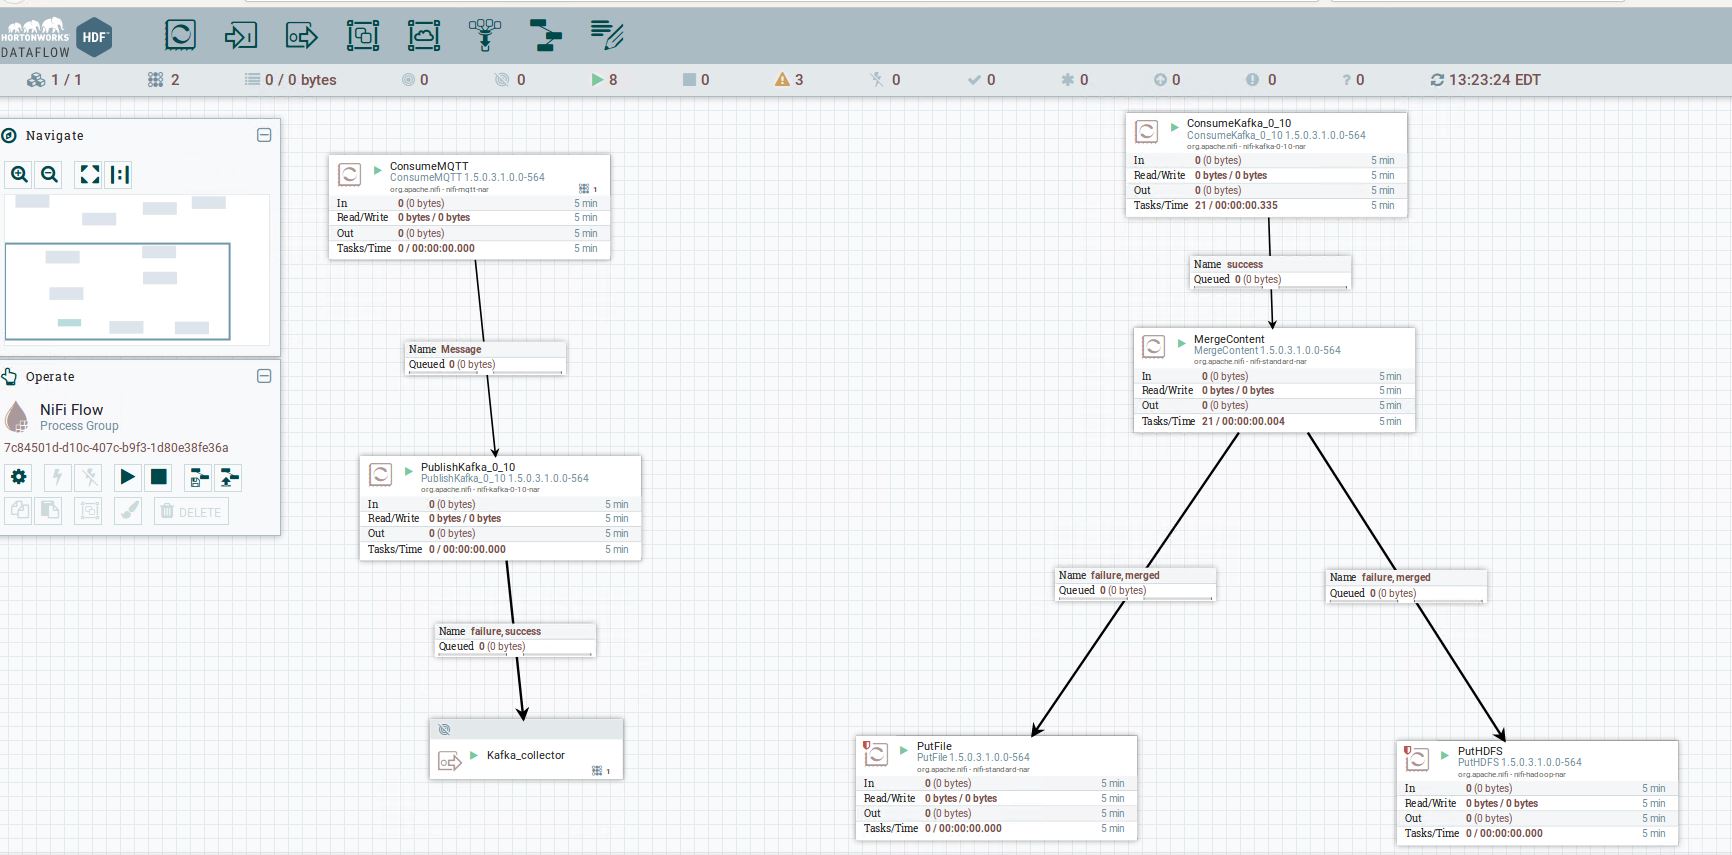 HORTONWORKS
DATAFLOW
HDF
1 / 1
2
0 / 0 bytes
0
0
8
0
3
0
0
0
0
0
0
13:23:24 EDT
Navigate
Operate
NiFi Flow
Process Group
7c84501d-d10c-407c-b9f3-1d80e38fe36a
DELETE
ConsumeMQTT
ConsumeMQTT 1.5.0.3.1.0.0-564
org.apache.nifi - nifi-mqtt-nar
1
In 0 (0 bytes) 5 min
Read/Write 0 bytes / 0 bytes 5 min
Out 0 (0 bytes) 5 min
Tasks/Time 0 / 00:00:00.000 5 min
Name Message
Queued 0 (0 bytes)
PublishKafka_0_10
PublishKafka_0_10 1.5.0.3.1.0.0-564
org.apache.nifi - nifi-kafka-0-10-nar
In 0 (0 bytes) 5 min
Read/Write 0 bytes / 0 bytes 5 min
Out 0 (0 bytes) 5 min
Tasks/Time 0 / 00:00:00.000 5 min
Name failure, success
Queued 0 (0 bytes)
Kafka_collector
1
ConsumeKafka_0_10
ConsumeKafka_0_10 1.5.0.3.1.0.0-564
org.apache.nifi - nifi-kafka-0-10-nar
In 0 (0 bytes) 5 min
Read/Write 0 bytes / 0 bytes 5 min
Out 0 (0 bytes) 5 min
Tasks/Time 21 / 00:00:00.335 5 min
Name success
Queued 0 (0 bytes)
MergeContent
MergeContent 1.5.0.3.1.0.0-564
org.apache.nifi - nifi-standard-nar
In 0 (0 bytes) 5 min
Read/Write 0 bytes / 0 bytes 5 min
Out 0 (0 bytes) 5 min
Tasks/Time 21 / 00:00:00.004 5 min
Name failure, merged
Queued 0 (0 bytes)
Name failure, merged
Queued 0 (0 bytes)
PutFile
PutFile 1.5.0.3.1.0.0-564
org.apache.nifi - nifi-standard-nar
In 0 (0 bytes) 5 min
Read/Write 0 bytes / 0 bytes 5 min
Out 0 (0 bytes) 5 min
Tasks/Time 0 / 00:00:00.000 5 min
PutHDFS
PutHDFS 1.5.0.3.1.0.0-564
org.apache.nifi - nifi-hadoop-nar
In 0 (0 bytes) 5 min
Read/Write 0 bytes / 0 bytes 5 min
Out 0 (0 bytes) 5 min
Tasks/Time 0 / 00:00:00.000 5 min